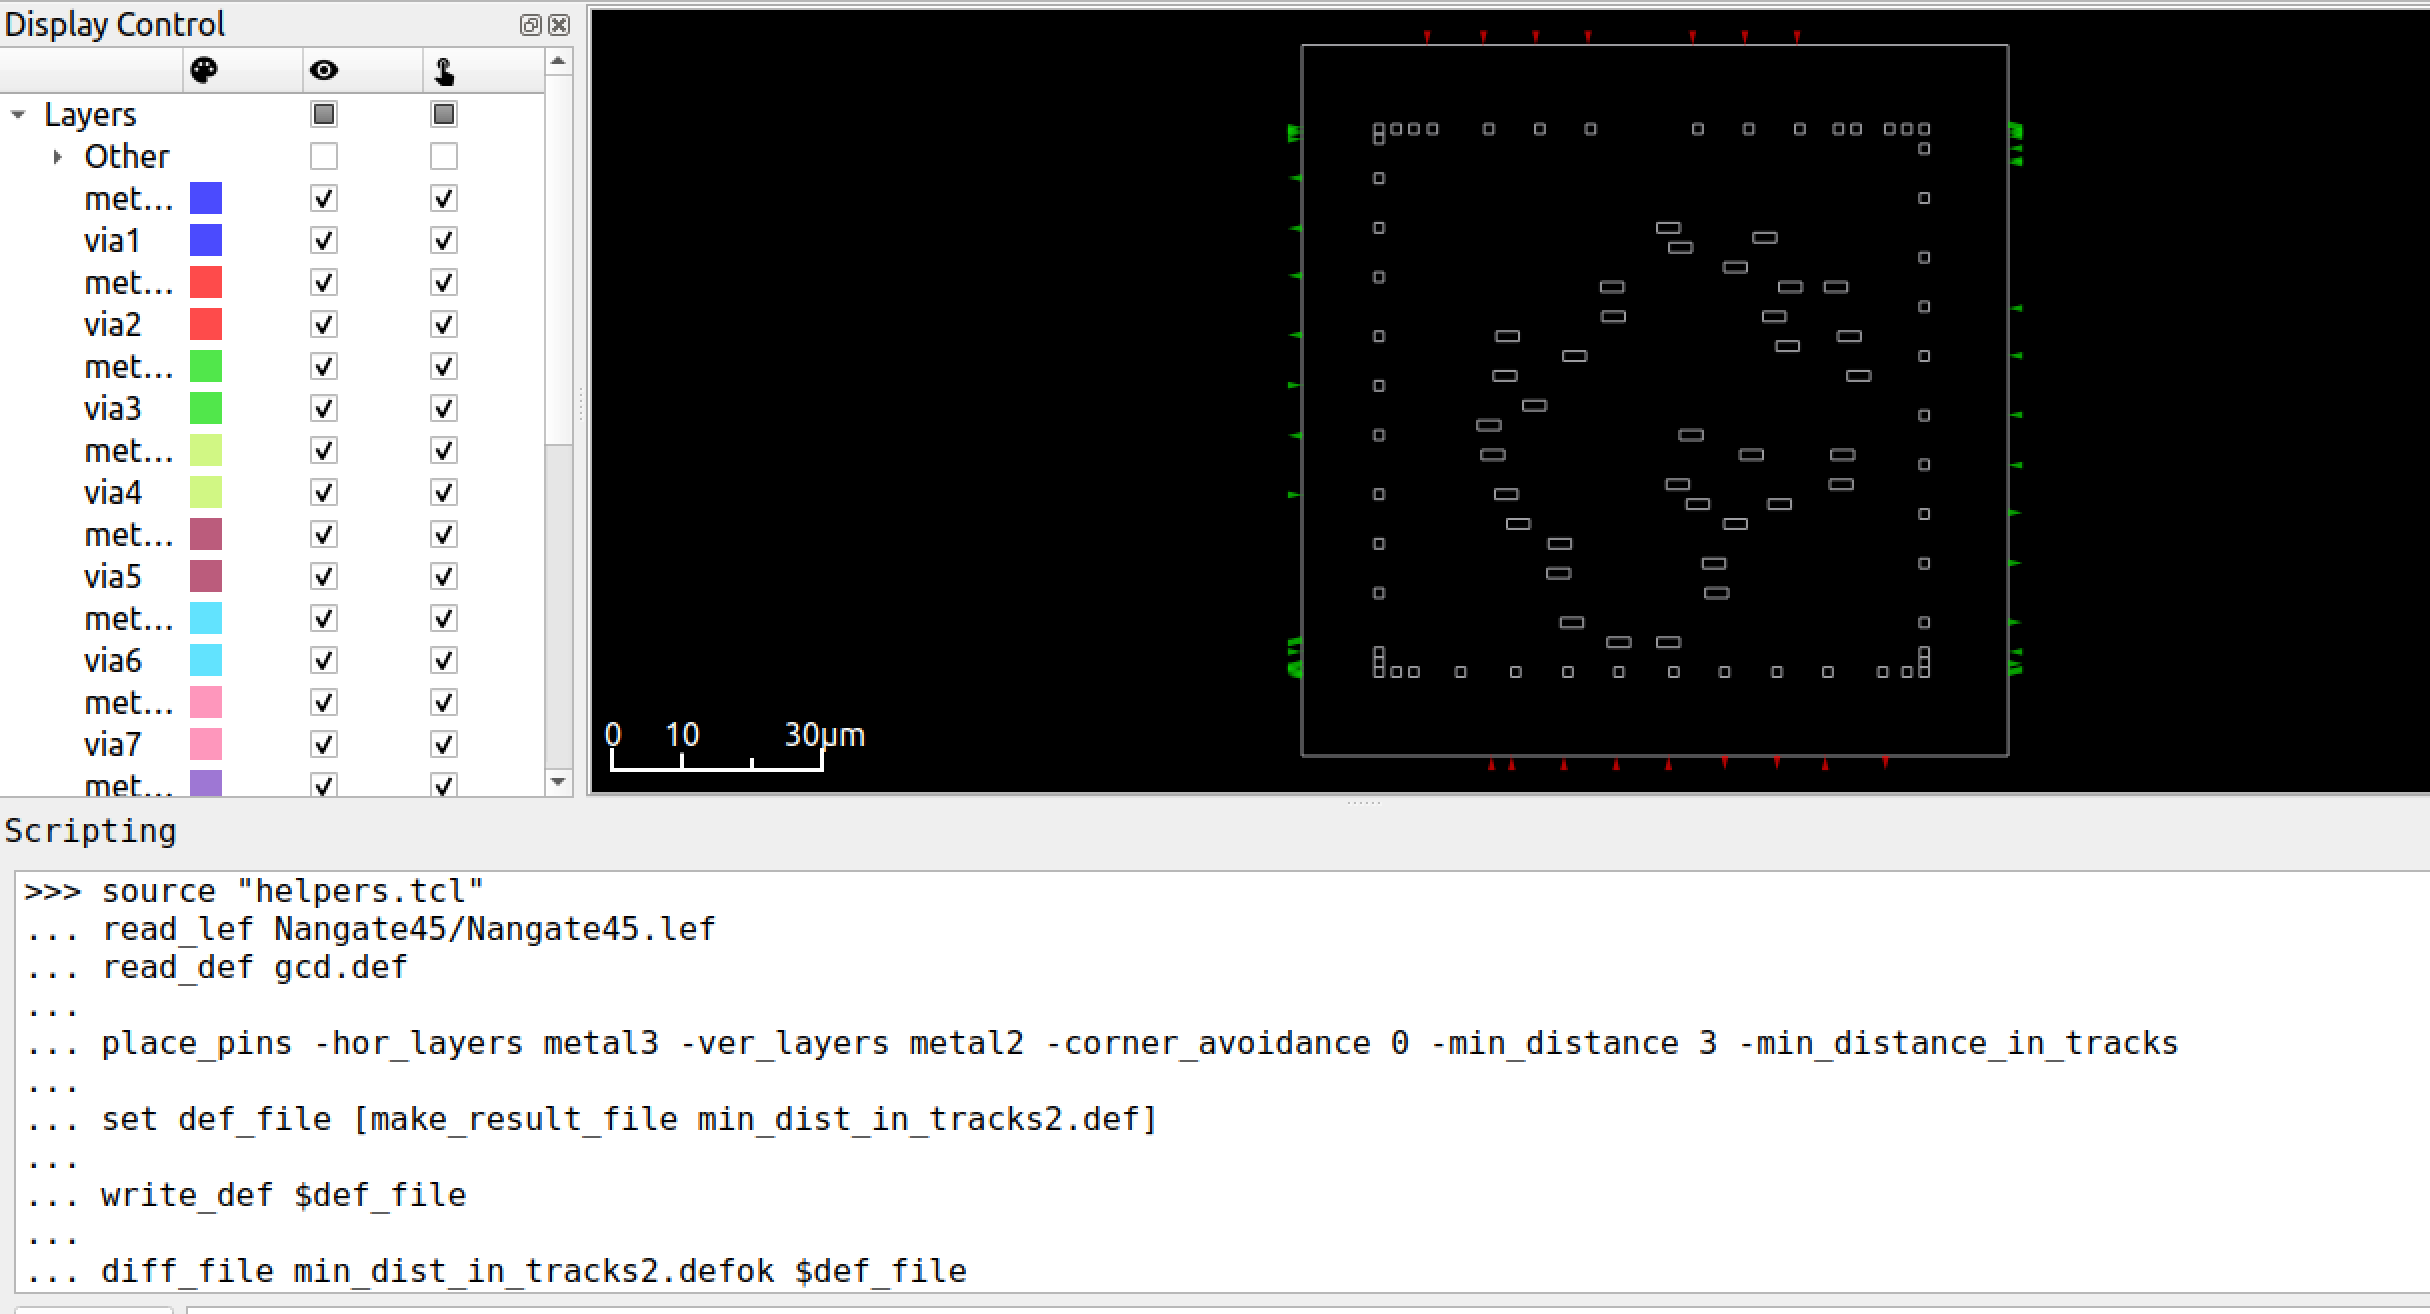 Display Control
Layers
Other
met...
via1
met...
via2
met...
via3
met...
via4
met...
via5
met...
via6
met...
via7
met...
0 10 30µm
Scripting
>>> source "helpers.tcl"
... read_lef Nangate45/Nangate45.lef
... read_def gcd.def
...
... place_pins -hor_layers metal3 -ver_layers metal2 -corner_avoidance 0 -min_distance 3 -min_distance_in_tracks
...
... set def_file [make_result_file min_dist_in_tracks2.def]
...
... write_def $def_file
...
... diff_file min_dist_in_tracks2.defok $def_file